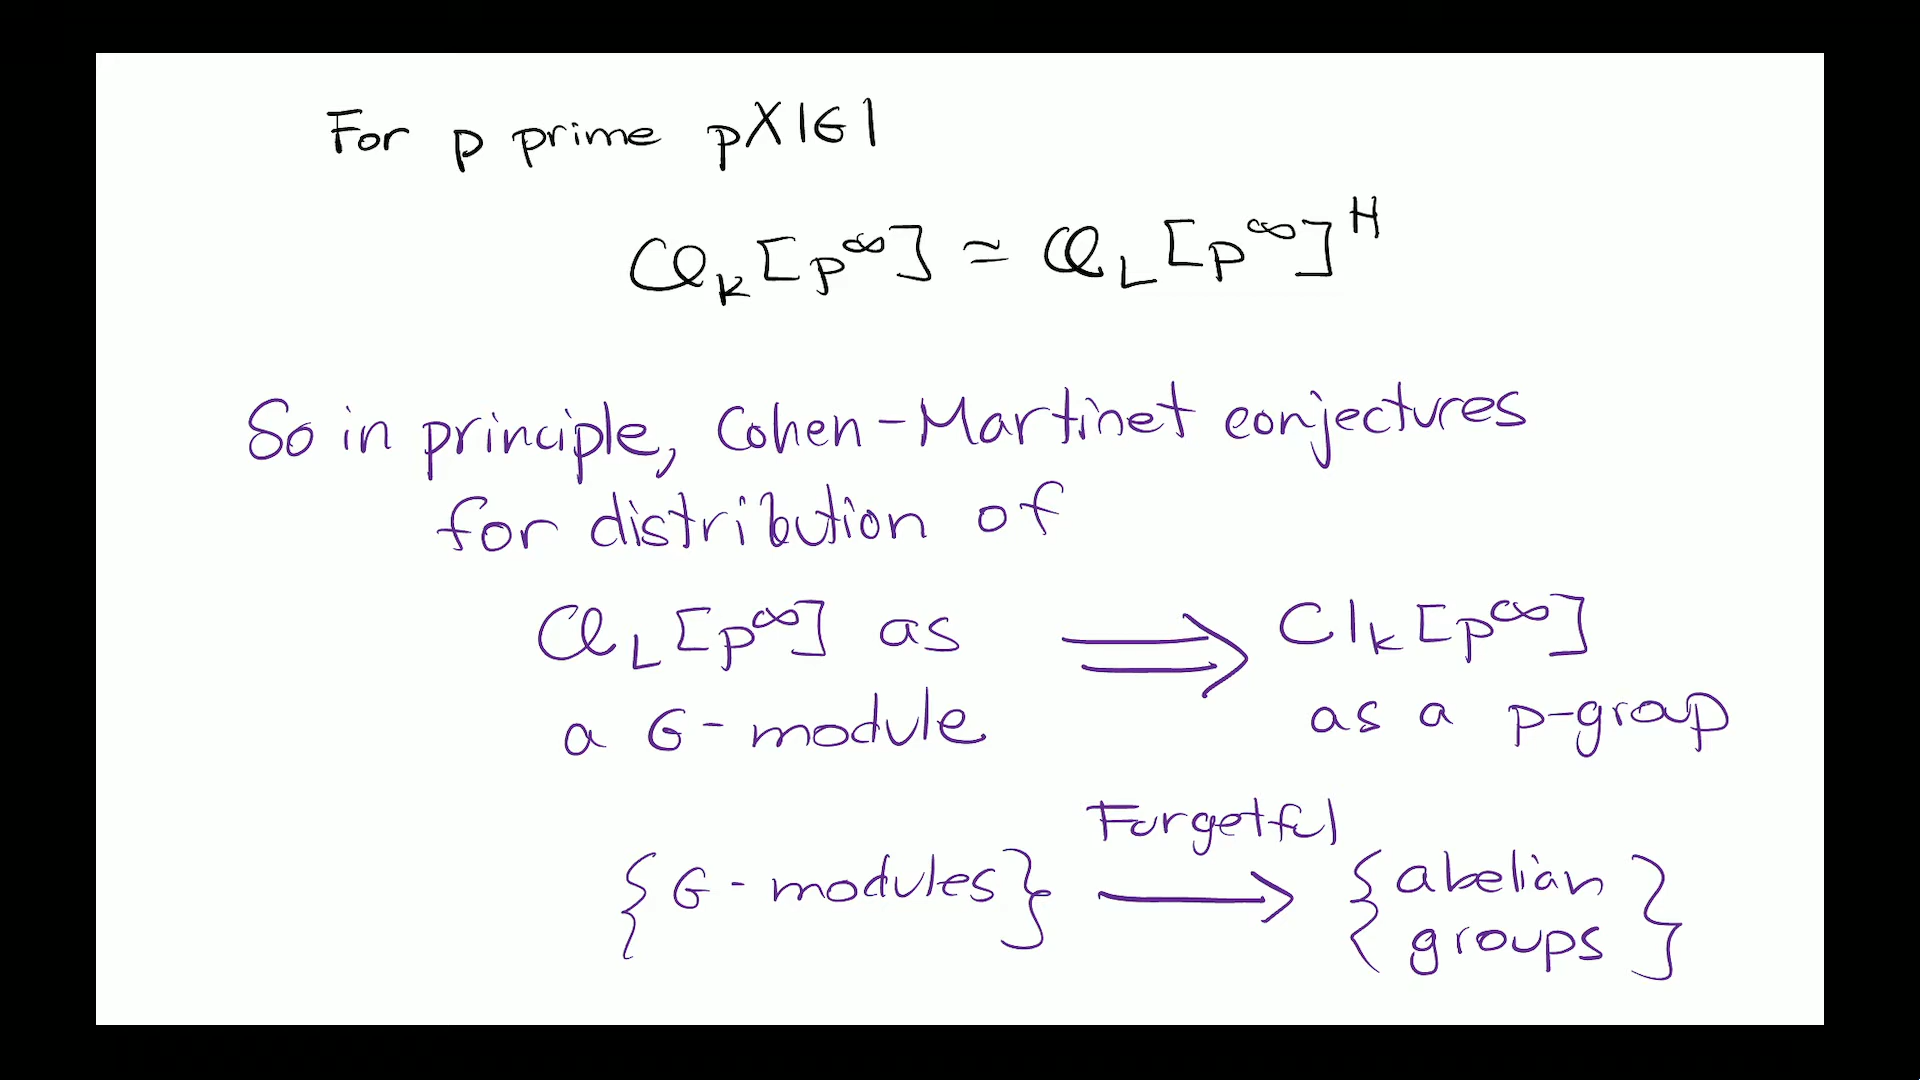 For p prime p∤|G|
Cl_K[p^∞] ≃ Cl_L[p^∞]^H
So in principle, Cohen-Martinet conjectures
for distribution of
Cl_L[p^∞] as ⟹ Cl_K[p^∞]
a G-module as a p-group
Forgetful
{G-modules} ⟶ {abelian
groups}